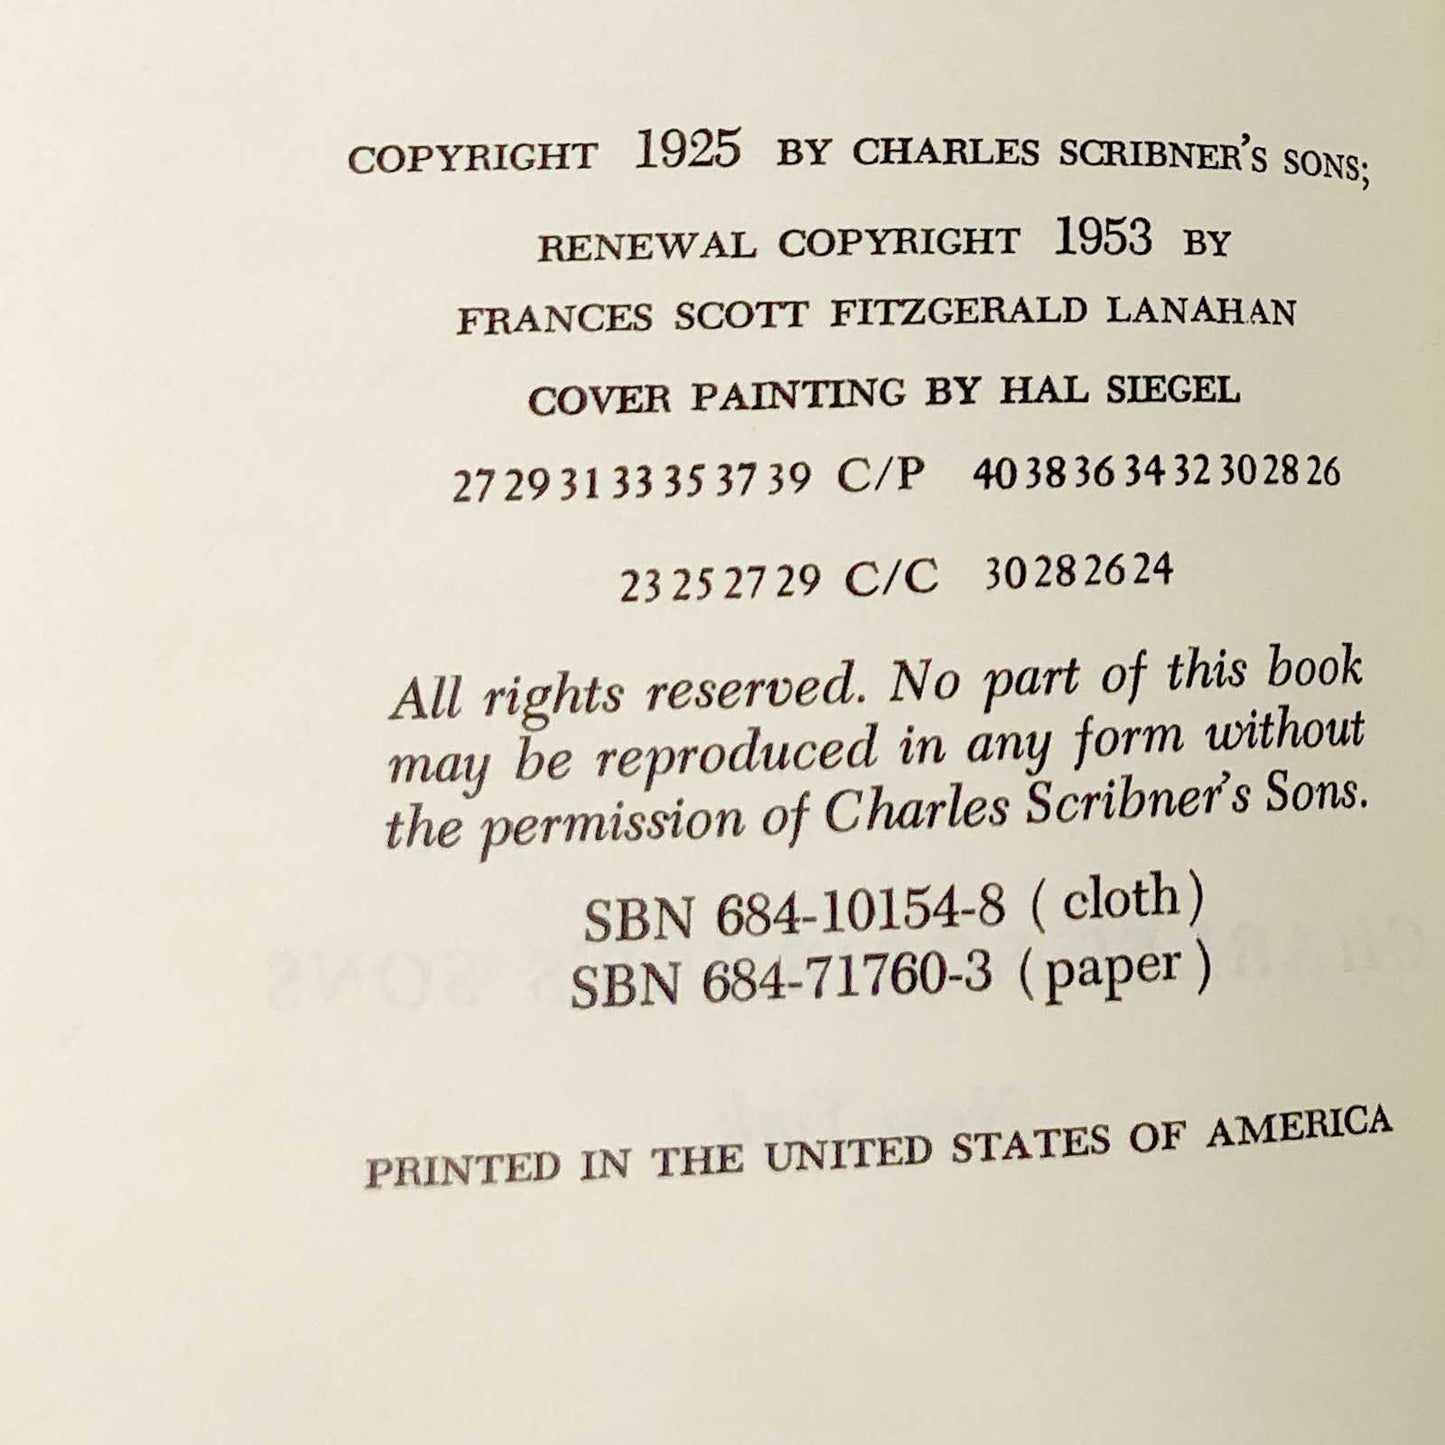 COPYRIGHT 1925 BY CHARLES SCRIBNER'S SONS;
RENEWAL COPYRIGHT 1953 BY
FRANCES SCOTT FITZGERALD LANAHAN
COVER PAINTING BY HAL SIEGEL
27 29 31 33 35 37 39 C/P 40 38 36 34 32 30 28 26
23 25 27 29 C/C 30 28 26 24
All rights reserved. No part of this book
may be reproduced in any form without
the permission of Charles Scribner's Sons.
SBN 684-10154-8 ( cloth)
SBN 684-71760-3 (paper )
PRINTED IN THE UNITED STATES OF AMERICA